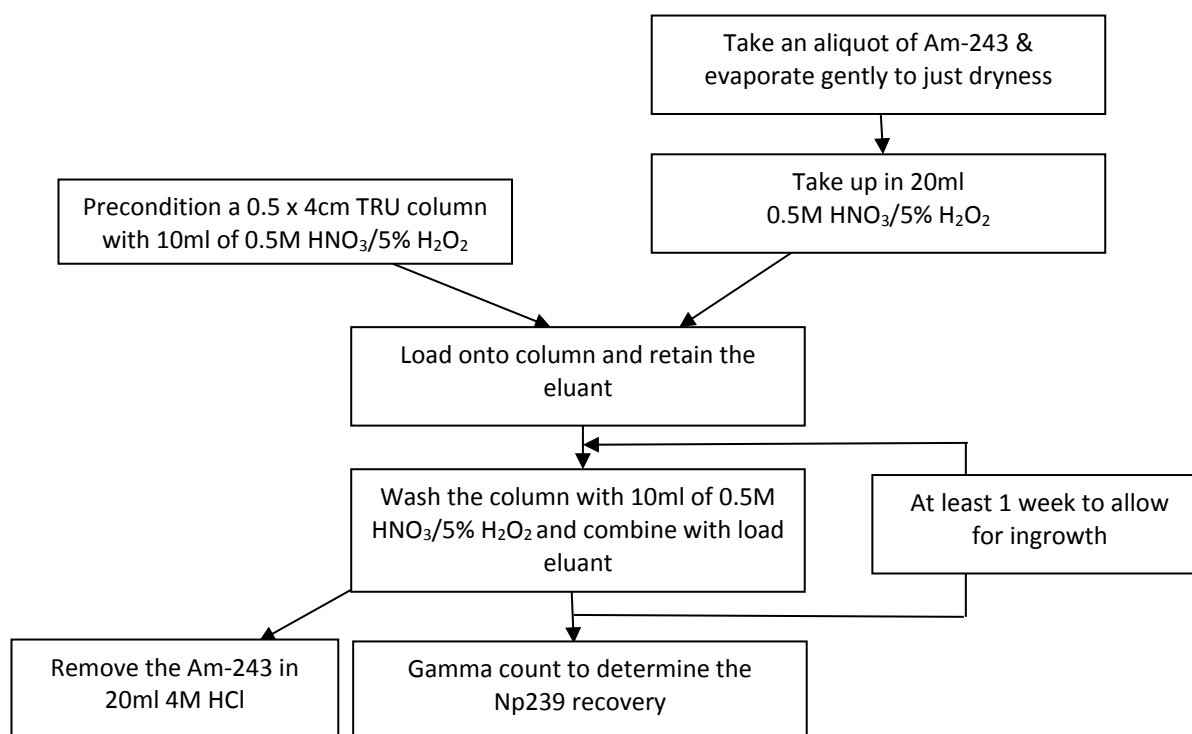 Take an aliquot of Am-243 &
evaporate gently to just dryness
Precondition a 0.5 x 4cm TRU column
with 10ml of 0.5M HNO₃/5% H₂O₂
Take up in 20ml
0.5M HNO₃/5% H₂O₂
Load onto column and retain the
eluant
Wash the column with 10ml of 0.5M
HNO₃/5% H₂O₂ and combine with load
eluant
At least 1 week to allow
for ingrowth
Remove the Am-243 in
20ml 4M HCl
Gamma count to determine the
Np239 recovery